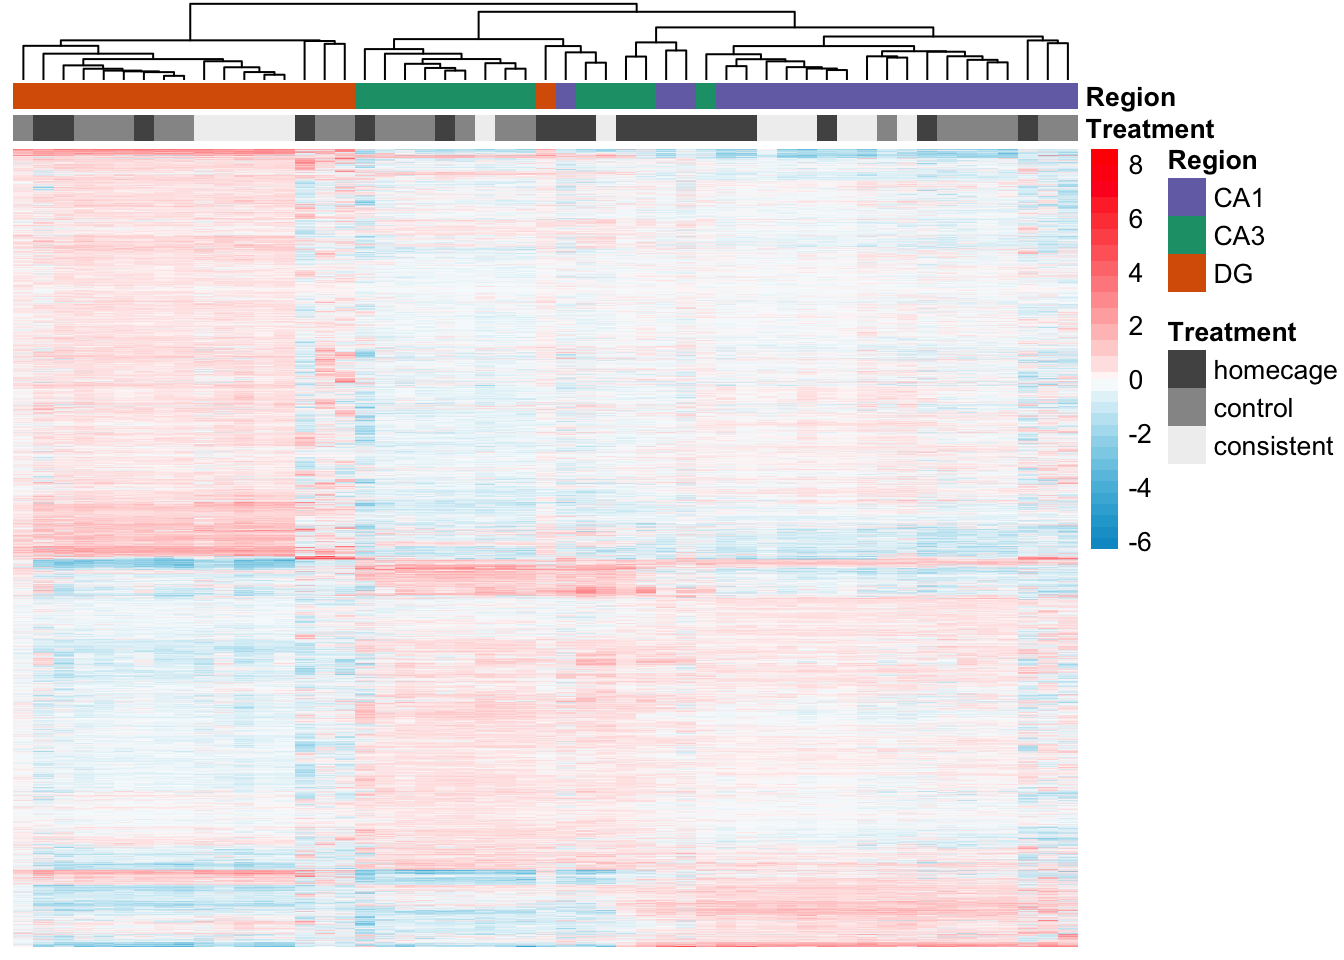 Region
Treatment
8
6
4
2
0
-2
-4
-6
Region
CA1
CA3
DG
Treatment
homecage
control
consistent